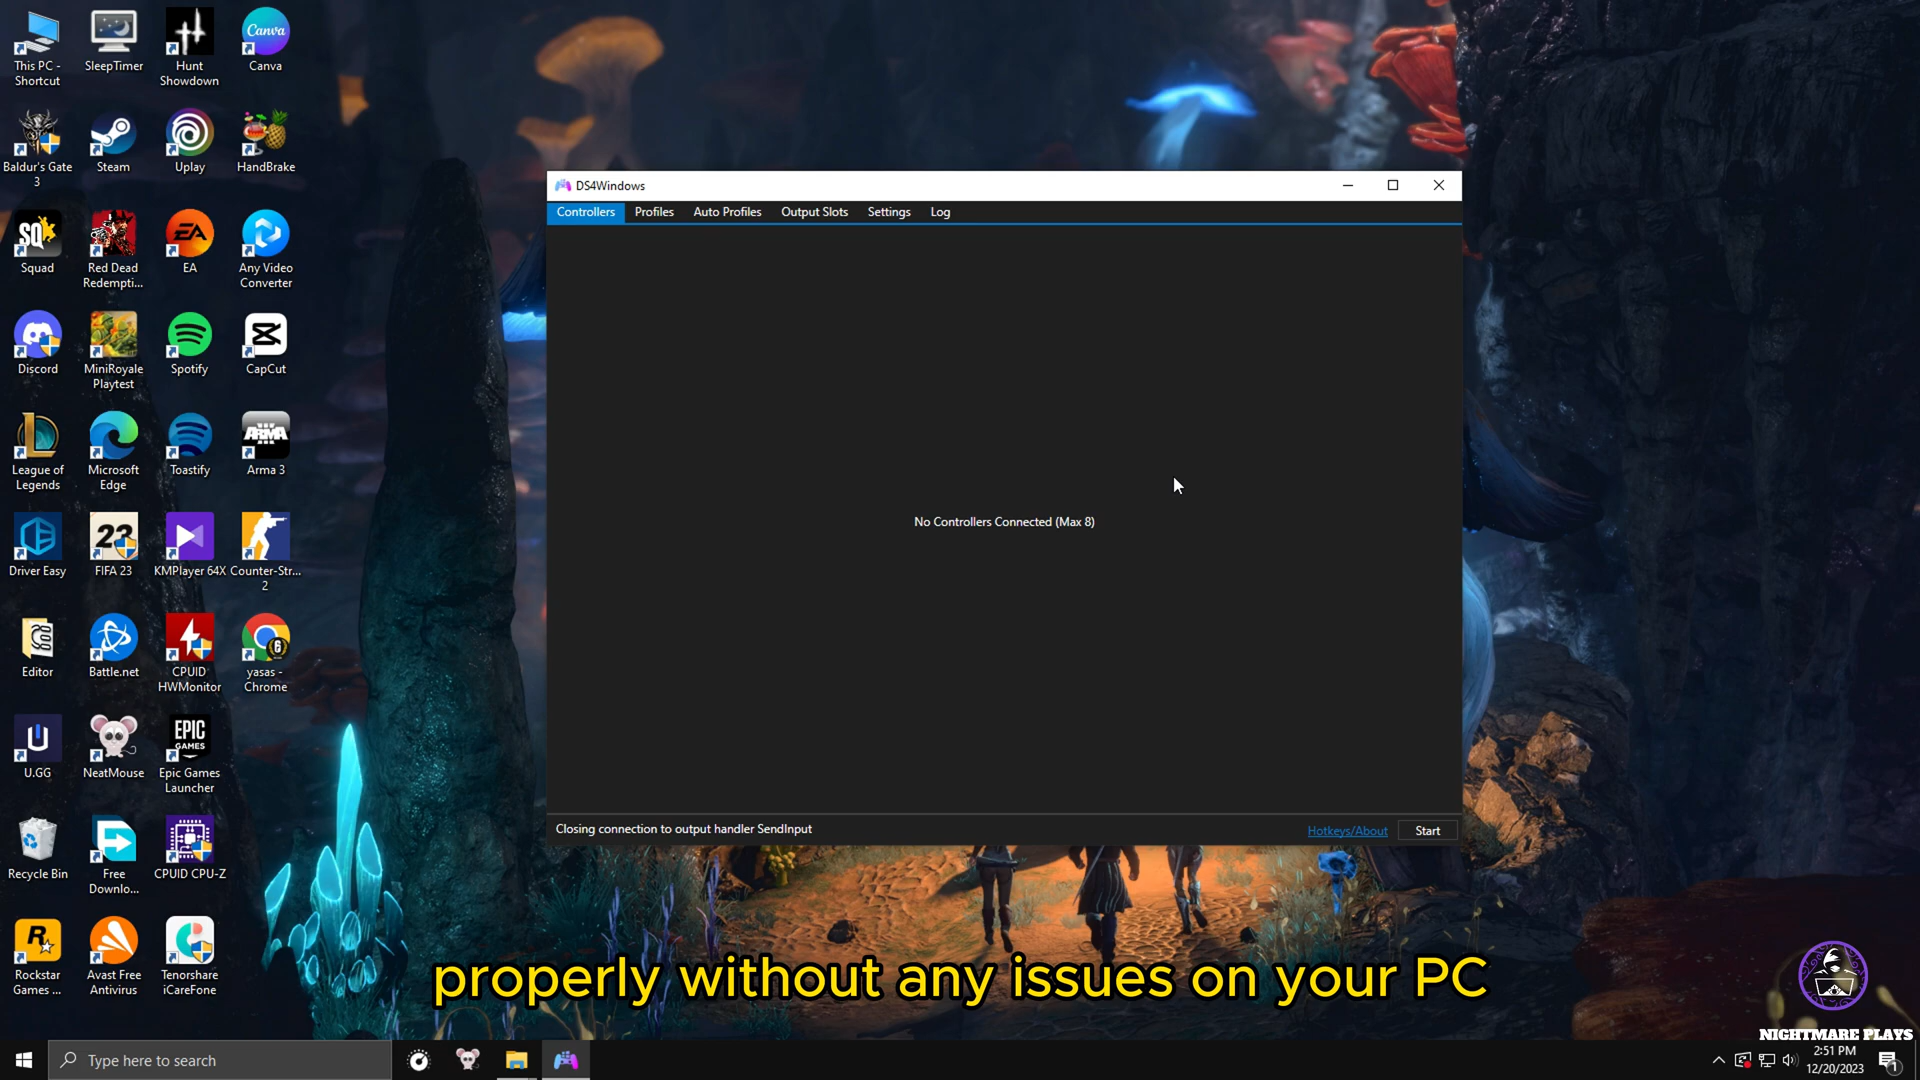 This PC -
Shortcut
SleepTimer
Hunt
Showdown
Canva
Canva
Baldur's Gate
3
Steam
Uplay
HandBrake
SQ
Squad
Red Dead
Redempti...
EA
EA
Any Video
Converter
Discord
MiniRoyale
Playtest
Spotify
CapCut
League of
Legends
Microsoft
Edge
Toastify
ARMA
Arma 3
Driver Easy
23
FIFA 23
KMPlayer 64X
Counter-Str...
2
Editor
Battle.net
CPUID
HWMonitor
yasas -
Chrome
U.GG
NeatMouse
EPIC
GAMES
Epic Games
Launcher
Recycle Bin
Free
Downlo...
CPUID CPU-Z
R
Rockstar
Games ...
Avast Free
Antivirus
Tenorshare
iCareFone
DS4Windows
Controllers
Profiles
Auto Profiles
Output Slots
Settings
Log
No Controllers Connected (Max 8)
Closing connection to output handler SendInput
Hotkeys/About
Start
properly without any issues on your PC
NIGHTMARE PLAYS
Type here to search
2:51 PM
12/20/2023
1